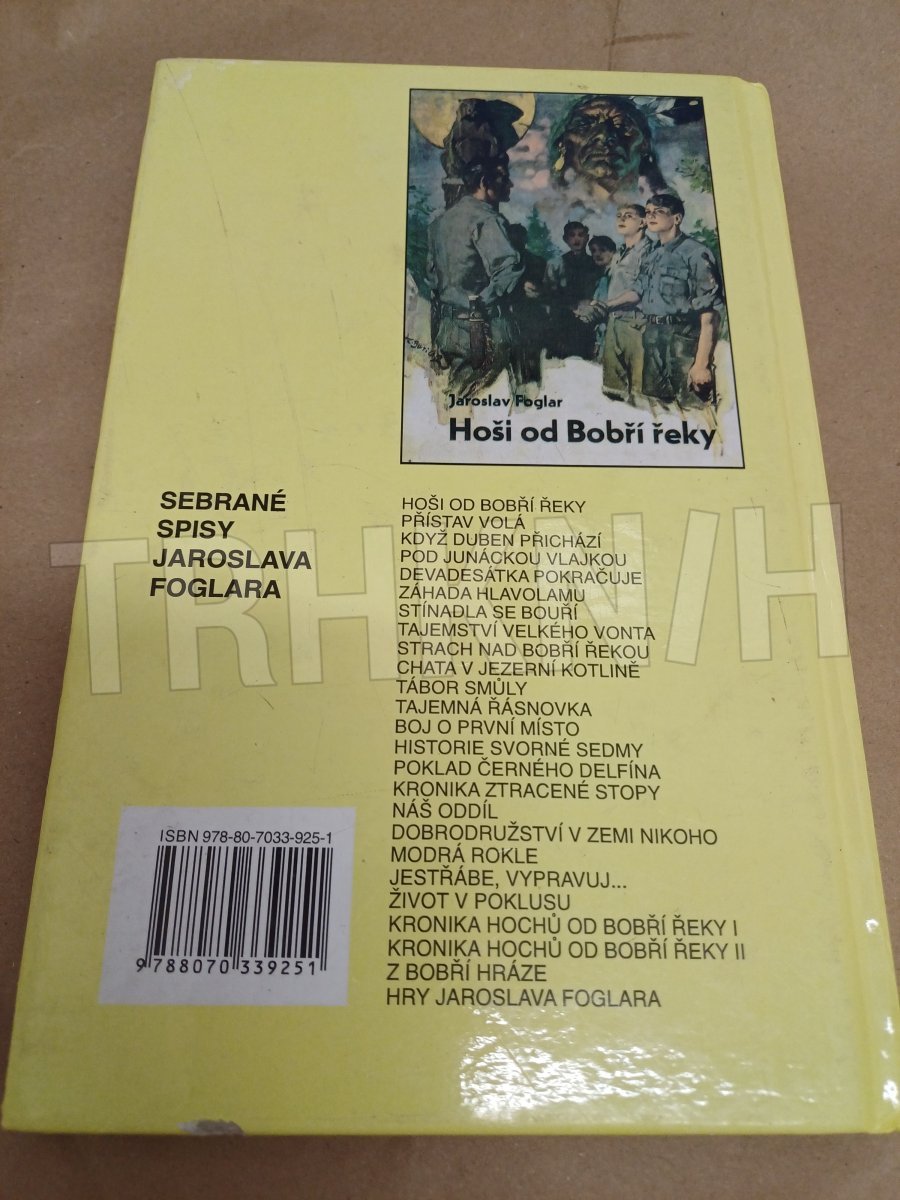 Jaroslav Foglar
Hoši od Bobří řeky
SEBRANÉ
SPISY
JAROSLAVA
FOGLARA
HOŠI OD BOBŘÍ ŘEKY
PŘÍSTAV VOLÁ
KDYŽ DUBEN PŘICHÁZÍ
POD JUNÁCKOU VLAJKOU
DEVADESÁTKA POKRAČUJE
ZÁHADA HLAVOLAMU
STÍNADLA SE BOUŘÍ
TAJEMSTVÍ VELKÉHO VONTA
STRACH NAD BOBŘÍ ŘEKOU
CHATA V JEZERNÍ KOTLINĚ
TÁBOR SMŮLY
TAJEMNÁ ŘÁSNOVKA
BOJ O PRVNÍ MÍSTO
HISTORIE SVORNÉ SEDMY
POKLAD ČERNÉHO DELFÍNA
KRONIKA ZTRACENÉ STOPY
NÁŠ ODDÍL
DOBRODRUŽSTVÍ V ZEMI NIKOHO
MODRÁ ROKLE
JESTŘÁBE, VYPRAVUJ...
ŽIVOT V POKLUSU
KRONIKA HOCHŮ OD BOBŘÍ ŘEKY I
KRONIKA HOCHŮ OD BOBŘÍ ŘEKY II
Z BOBŘÍ HRÁZE
HRY JAROSLAVA FOGLARA
ISBN 978-80-7033-925-1
9 788070 339251